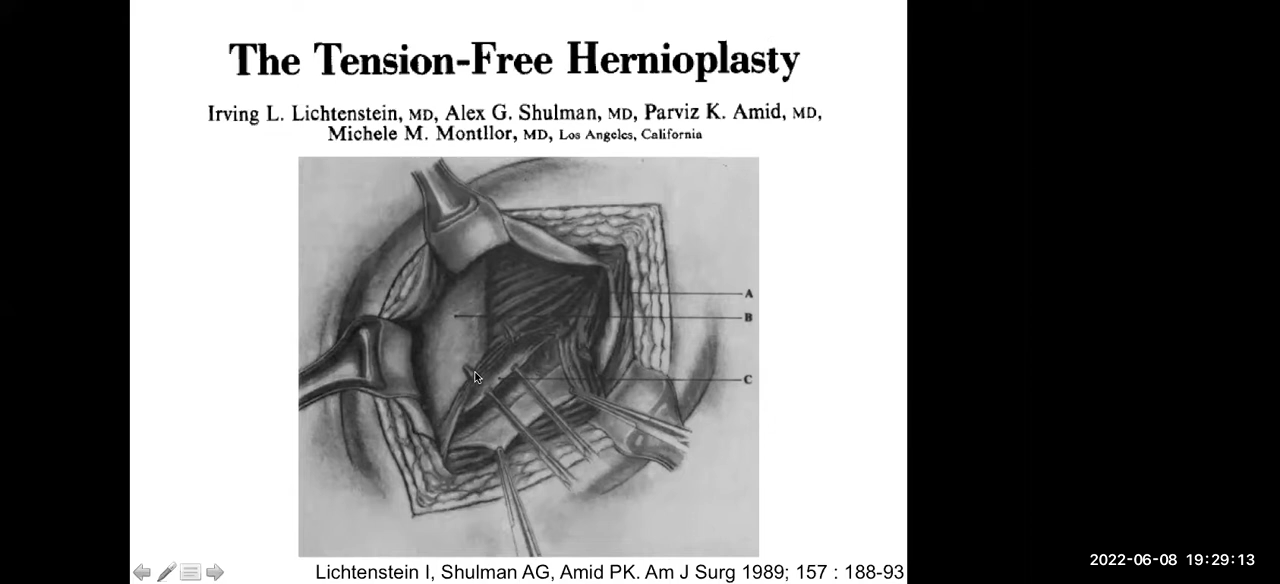 The Tension-Free Hernioplasty
Irving L. Lichtenstein, MD, Alex G. Shulman, MD, Parviz K. Amid, MD,
Michele M. Montllor, MD, Los Angeles, California
A
B
C
Lichtenstein I, Shulman AG, Amid PK. Am J Surg 1989; 157 : 188-93
2022-06-08 19:29:13